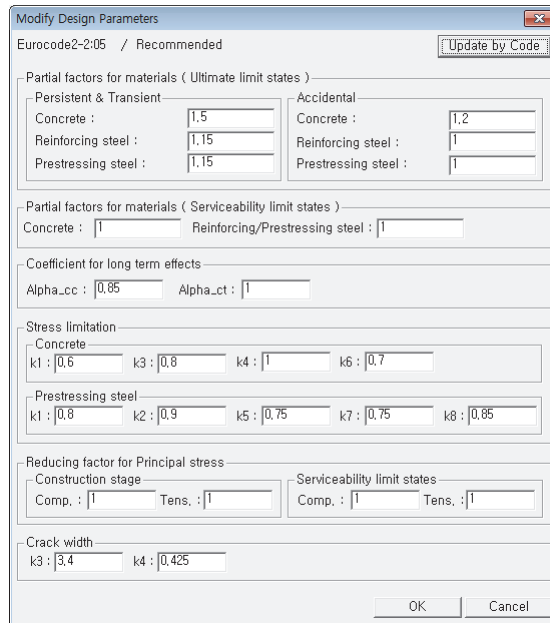 Modify Design Parameters
Eurocode2-2:05 / Recommended
Update by Code
Partial factors for materials ( Ultimate limit states )
Persistent & Transient
Concrete : 1,5
Reinforcing steel : 1,15
Prestressing steel : 1,15
Accidental
Concrete : 1,2
Reinforcing steel : 1
Prestressing steel : 1
Partial factors for materials ( Serviceability limit states )
Concrete : 1 Reinforcing/Prestressing steel : 1
Coefficient for long term effects
Alpha_cc : 0,85 Alpha_ct : 1
Stress limitation
Concrete
k1 : 0,6 k3 : 0,8 k4 : 1 k6 : 0,7
Prestressing steel
k1 : 0,8 k2 : 0,9 k5 : 0,75 k7 : 0,75 k8 : 0,85
Reducing factor for Principal stress
Construction stage
Comp, : 1 Tens, : 1
Serviceability limit states
Comp, : 1 Tens, : 1
Crack width
k3 : 3,4 k4 : 0,425
OK Cancel